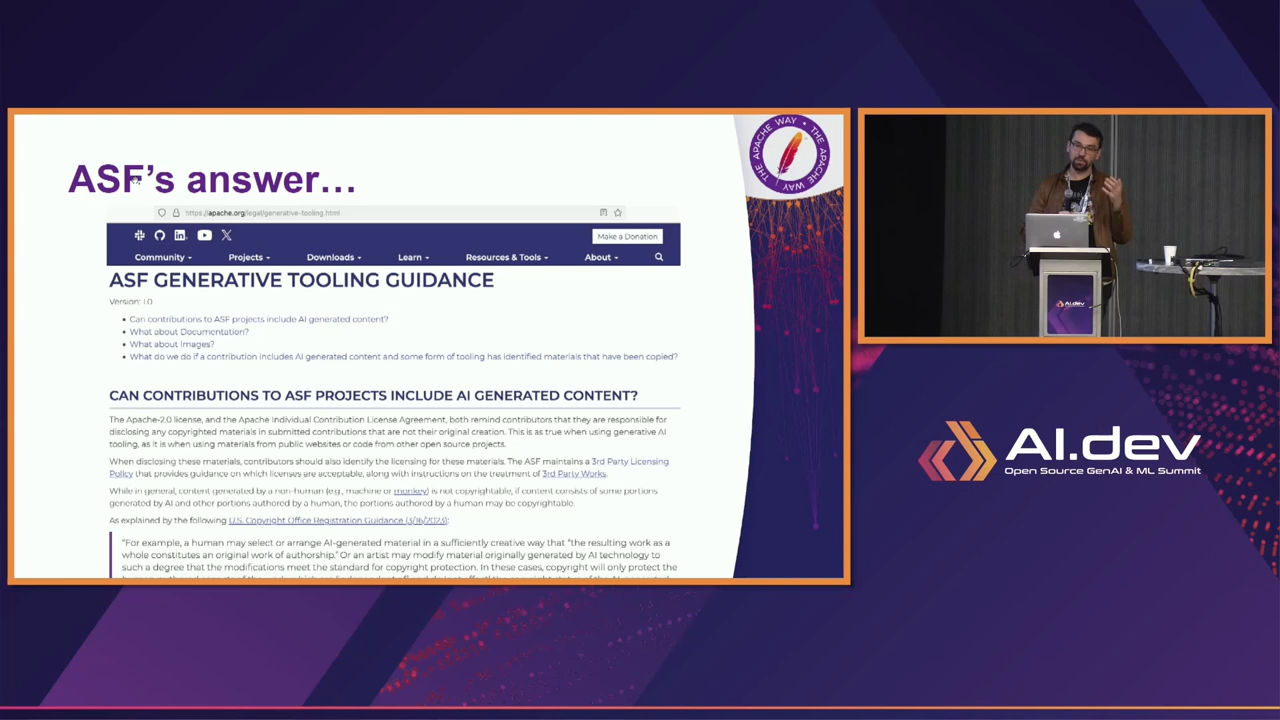 ASF's answer…
THE APACHE WAY • THE APACHE WAY •
https://apache.org/legal/generative-tooling.html
Make a Donation
Community Projects Downloads Learn Resources & Tools About
ASF GENERATIVE TOOLING GUIDANCE
Version: 1.0
• Can contributions to ASF projects include AI generated content?
• What about Documentation?
• What about Images?
• What do we do if a contribution includes AI generated content and some form of tooling has identified materials that have been copied?
CAN CONTRIBUTIONS TO ASF PROJECTS INCLUDE AI GENERATED CONTENT?
The Apache-2.0 license, and the Apache Individual Contribution License Agreement, both remind contributors that they are responsible for
disclosing any copyrighted materials in submitted contributions that are not their original creation. This is as true when using generative AI
tooling, as it is when using materials from public websites or code from other open source projects.
When disclosing these materials, contributors should also identify the licensing for these materials. The ASF maintains a 3rd Party Licensing
Policy that provides guidance on which licenses are acceptable, along with instructions on the treatment of 3rd Party Works.
While in general, content generated by a non-human (e.g., machine or monkey) is not copyrightable, if content consists of some portions
generated by AI and other portions authored by a human, the portions authored by a human may be copyrightable.
As explained by the following U.S. Copyright Office Registration Guidance (3/16/2023):
"For example, a human may select or arrange AI-generated material in a sufficiently creative way that "the resulting work as a
whole constitutes an original work of authorship." Or an artist may modify material originally generated by AI technology to
such a degree that the modifications meet the standard for copyright protection. In these cases, copyright will only protect the
AI.dev
AI.dev
Open Source GenAI & ML Summit